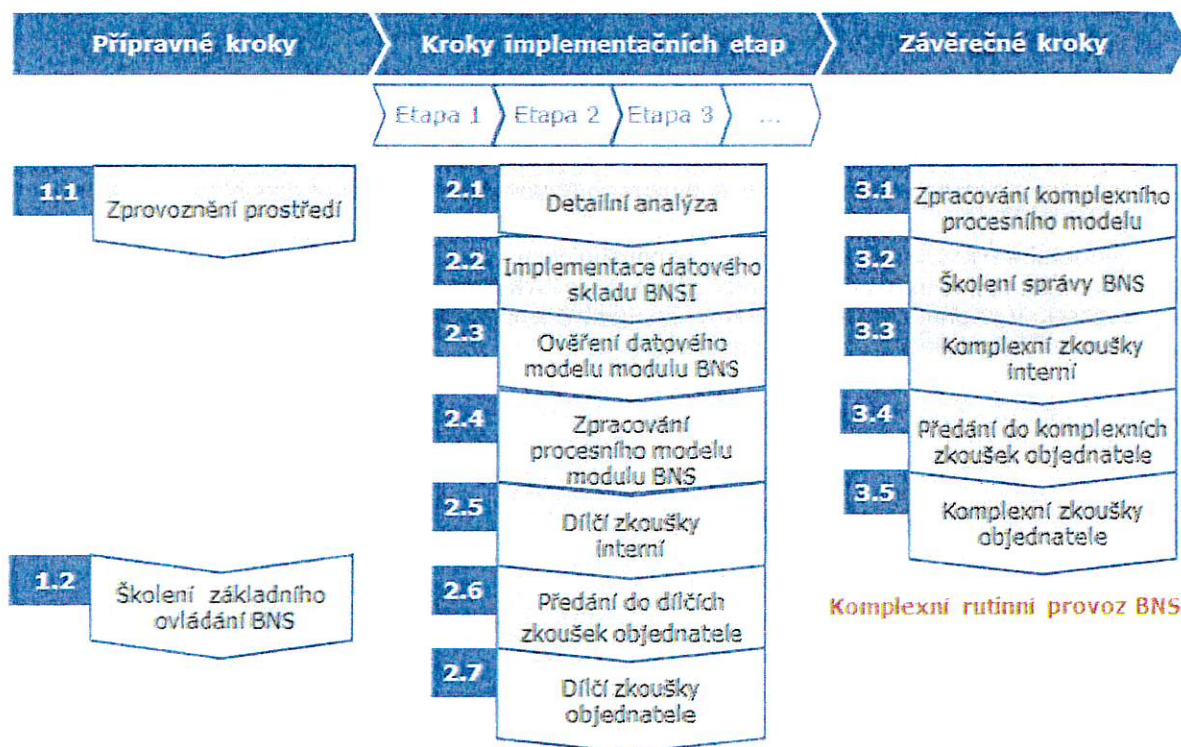 Přípravné kroky
Kroky implementačních etap
Závěrečné kroky
Etapa 1
Etapa 2
Etapa 3
...
1.1
Zprovoznění prostředí
1.2
Školení základního
ovládání BNS
2.1
Detailní analýza
2.2
Implementace datového
skladu BNSI
2.3
Ověření datového
modelu modulu BNS
2.4
Zpracování
procesního modelu
modulu BNS
2.5
Dílčí zkoušky
interní
2.6
Předání do dílčích
zkoušek objednatele
2.7
Dílčí zkoušky
objednatele
3.1
Zpracování komplexního
procesního modelu
3.2
Školení správy BNS
3.3
Komplexní zkoušky
interní
3.4
Předání do komplexních
zkoušek objednatele
3.5
Komplexní zkoušky
objednatele
Komplexní rutinní provoz BNS